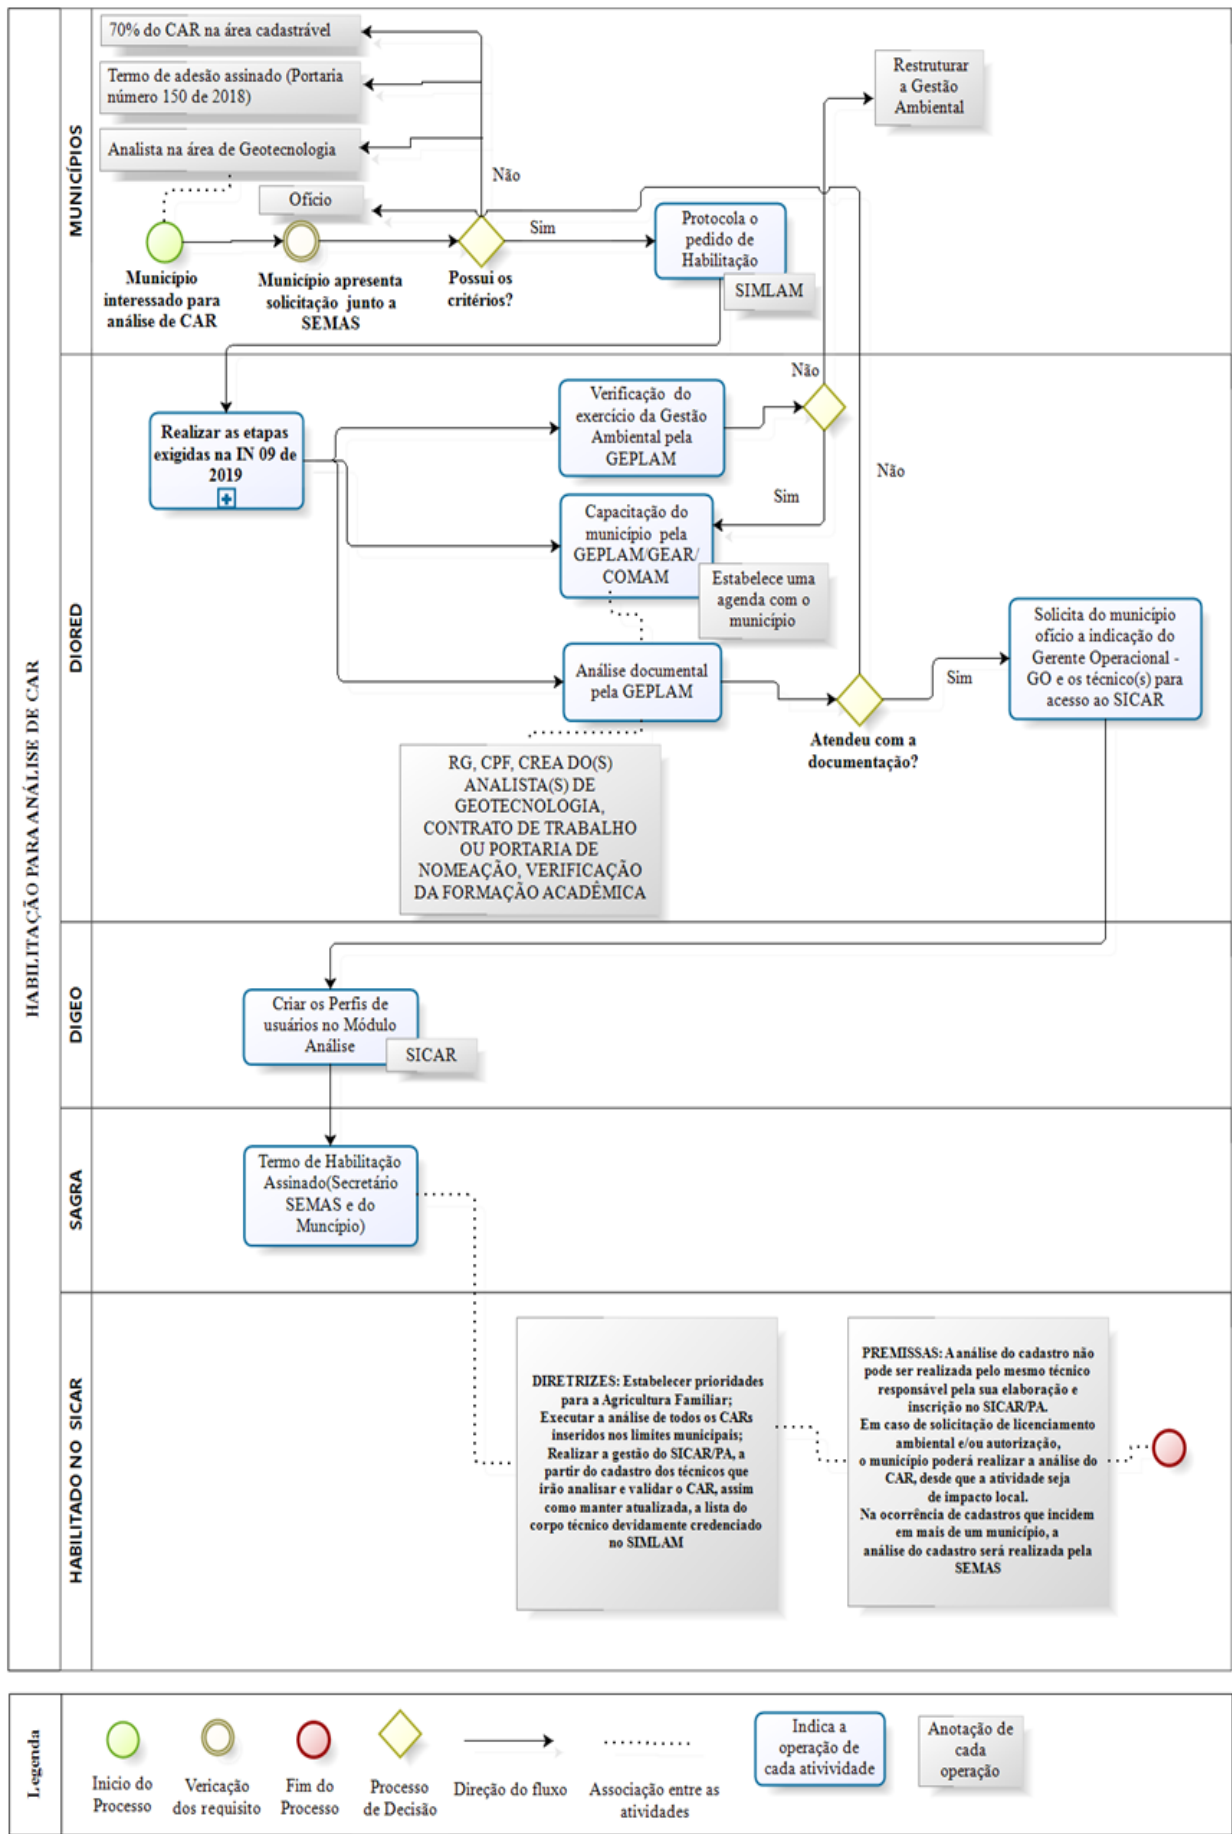 HABILITAÇÃO PARA ANÁLISE DE CAR
MUNICÍPIOS
70% do CAR na área cadastrável
Termo de adesão assinado (Portaria
número 150 de 2018)
Analista na área de Geotecnologia
Ofício
Não
Restruturar
a Gestão
Ambiental
Município
interessado para
análise de CAR
Município apresenta
solicitação junto a
SEMAS
Possui os
critérios?
Sim
Protocola o
pedido de
Habilitação
SIMLAM
DIORED
Realizar as etapas
exigidas na IN 09 de
2019
Verificação do
exercício da Gestão
Ambiental pela
GEPLAM
Não
Sim
Não
Capacitação do
município pela
GEPLAM/GEAR/
COMAM
Estabelece uma
agenda com o
município
Análise documental
pela GEPLAM
Atendeu com a
documentação?
Sim
Solicita do município
ofício a indicação do
Gerente Operacional -
GO e os técnico(s) para
acesso ao SICAR
RG, CPF, CREA DO(S)
ANALISTA(S) DE
GEOTECNOLOGIA,
CONTRATO DE TRABALHO
OU PORTARIA DE
NOMEAÇÃO, VERIFICAÇÃO
DA FORMAÇÃO ACADÊMICA
DIGEO
Criar os Perfis de
usuários no Módulo
Análise
SICAR
SAGRA
Termo de Habilitação
Assinado(Secretário
SEMAS e do
Muncípio)
HABILITADO NO SICAR
DIRETRIZES: Estabelecer prioridades
para a Agricultura Familiar;
Executar a análise de todos os CARs
inseridos nos limites municipais;
Realizar a gestão do SICAR/PA, a
partir do cadastro dos técnicos que
irão analisar e validar o CAR, assim
como manter atualizada, a lista do
corpo técnico devidamente credenciado
no SIMLAM
PREMISSAS: A análise do cadastro não
pode ser realizada pelo mesmo técnico
responsável pela sua elaboração e
inscrição no SICAR/PA.
Em caso de solicitação de licenciamento
ambiental e/ou autorização,
o município poderá realizar a análise do
CAR, desde que a atividade seja
de impacto local.
Na ocorrência de cadastros que incidem
em mais de um município, a
análise do cadastro será realizada pela
SEMAS
Legenda
Inicio do
Processo
Vericação
dos requisito
Fim do
Processo
Processo
de Decisão
Direção do fluxo
Associação entre as
atividades
Indica a
operação de
cada ativividade
Anotação de
cada
operação